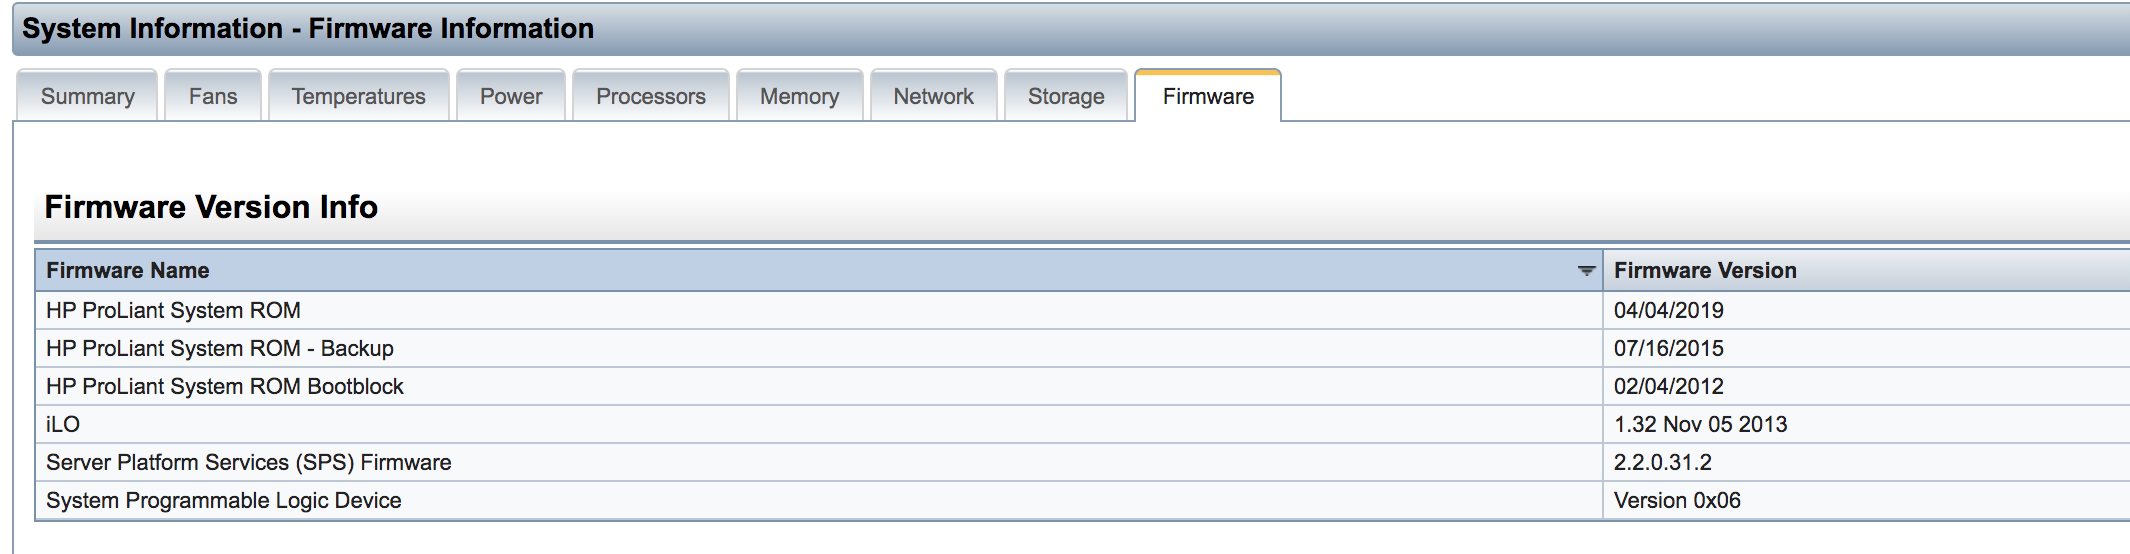 System Information - Firmware Information
Summary Fans Temperatures Power Processors Memory Network Storage Firmware
Firmware Version Info
Firmware Name Firmware Version
HP ProLiant System ROM 04/04/2019
HP ProLiant System ROM - Backup 07/16/2015
HP ProLiant System ROM Bootblock 02/04/2012
iLO 1.32 Nov 05 2013
Server Platform Services (SPS) Firmware 2.2.0.31.2
System Programmable Logic Device Version 0x06